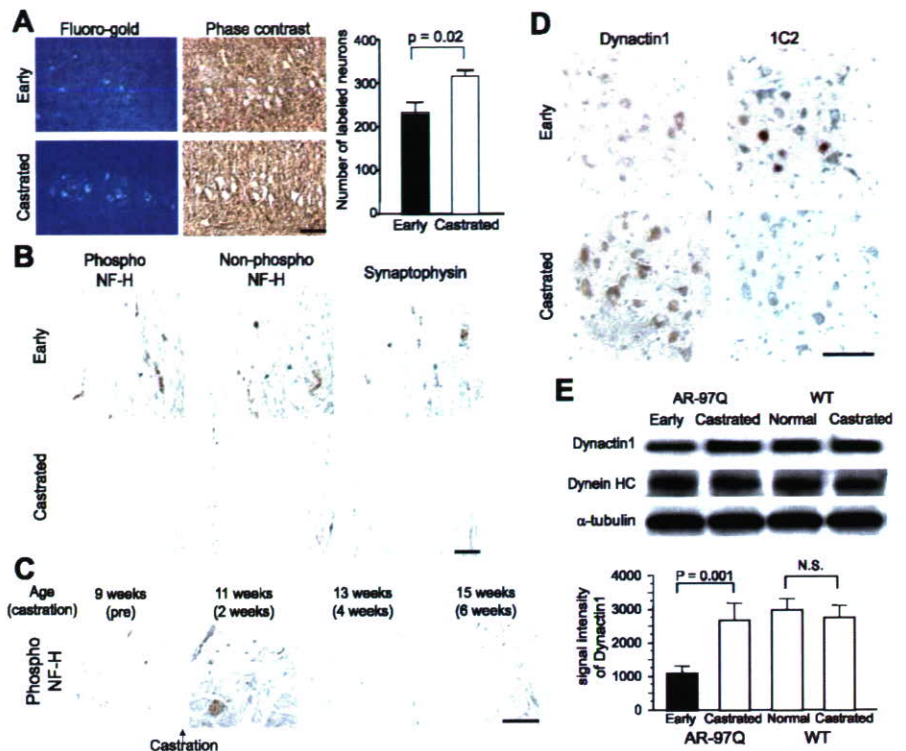 A
Fluoro-gold
Phase contrast
Early
Castrated
p = 0.02
Number of labeled neurons
400
300
200
100
0
Early Castrated
B
Phospho
NF-H
Non-phospho
NF-H
Synaptophysin
Early
Castrated
C
Age
(castration)
9 weeks
(pre)
11 weeks
(2 weeks)
13 weeks
(4 weeks)
15 weeks
(6 weeks)
Phospho
NF-H
Castration
D
Dynactin1
1C2
Early
Castrated
E
AR-97Q
WT
Early Castrated Normal Castrated
Dynactin1
Dynein HC
α-tubulin
P = 0.001
N.S.
signal intensity
of Dynactin1
4000
3000
2000
1000
0
Early Castrated Normal Castrated
AR-97Q
WT